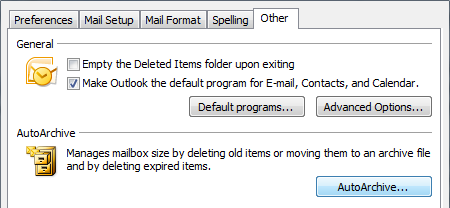 Preferences Mail Setup Mail Format Spelling Other
General
Empty the Deleted Items folder upon exiting
Make Outlook the default program for E-mail, Contacts, and Calendar.
Default programs... Advanced Options...
AutoArchive
Manages mailbox size by deleting old items or moving them to an archive file
and by deleting expired items.
AutoArchive...